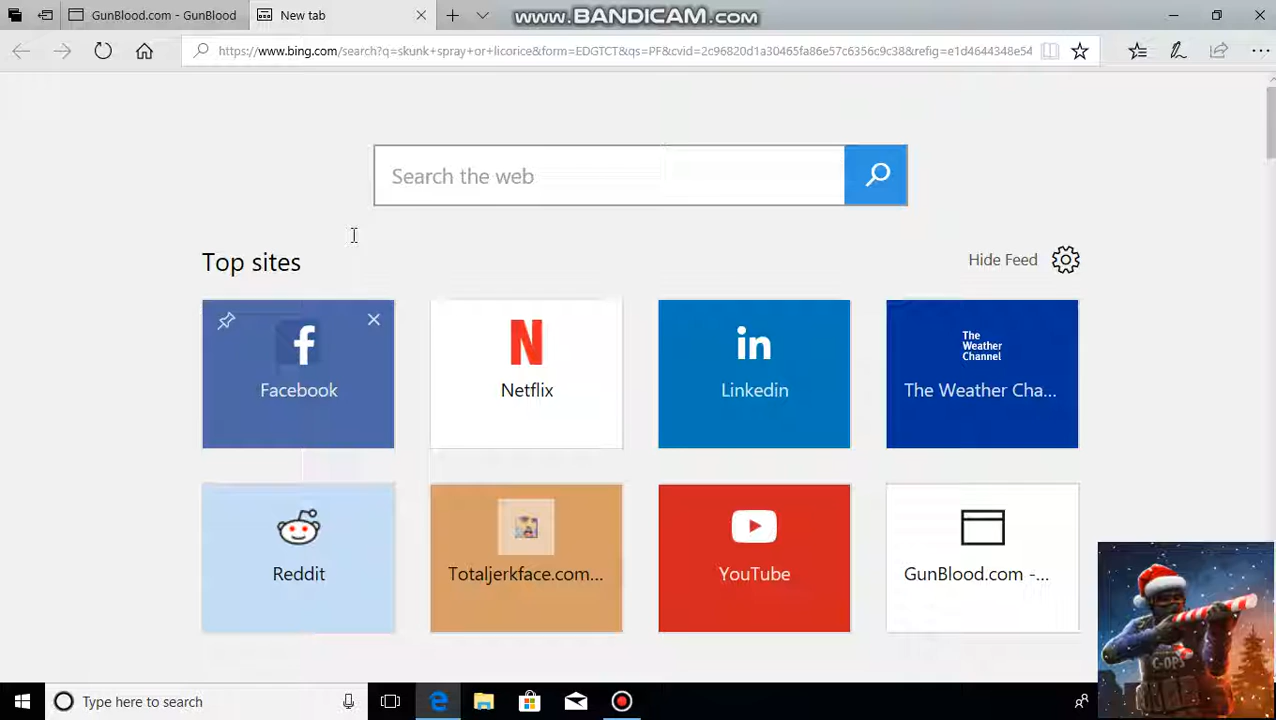 GunBlood.com - GunBlood
New tab
www.BANDICAM.com
https://www.bing.com/search?q=skunk+spray+or+licorice&form=EDGTCT&qs=PF&cvid=2c96820d1a30465fa86e57c6356c9c38&refig=e1d4644348e54
Search the web
Top sites
Hide Feed
Facebook
Netflix
Linkedin
The Weather Channel
The Weather Cha...
Reddit
Totaljerkface.com...
YouTube
GunBlood.com -...
C-OPS
Type here to search